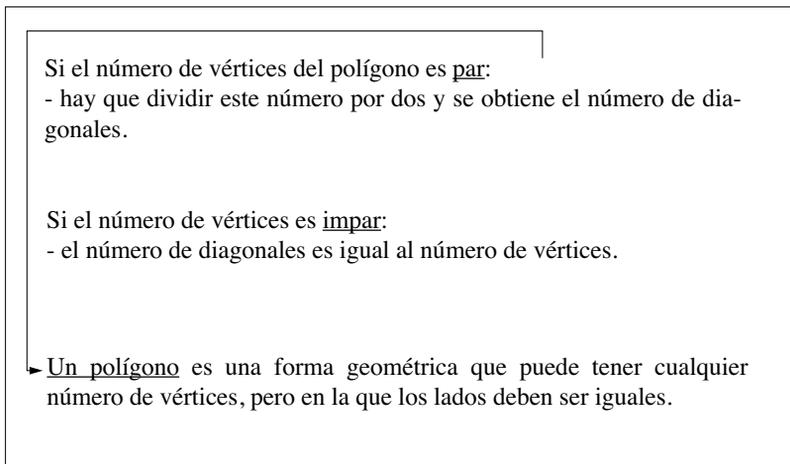 Si el número de vértices del polígono es par:
- hay que dividir este número por dos y se obtiene el número de dia-
gonales.
Si el número de vértices es impar:
- el número de diagonales es igual al número de vértices.
Un polígono es una forma geométrica que puede tener cualquier
número de vértices, pero en la que los lados deben ser iguales.